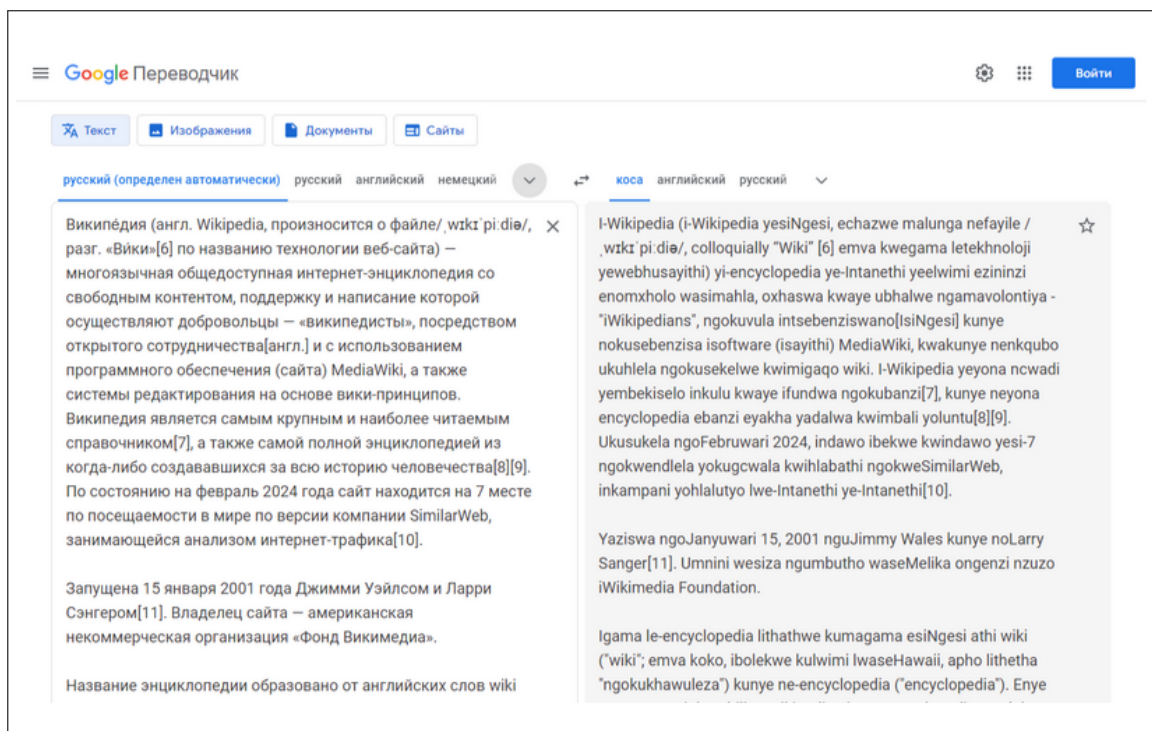 Google Переводчик
Войти
Текст Изображения Документы Сайты
русский (определен автоматически) русский английский немецкий
коса английский русский
Википе́дия (англ. Wikipedia, произносится о файле/ˌwɪkɪˈpiːdiə/,
разг. «Ви́ки»[6] по названию технологии веб-сайта) —
многоязычная общедоступная интернет-энциклопедия со
свободным контентом, поддержку и написание которой
осуществляют добровольцы — «википедисты», посредством
открытого сотрудничества[англ.] и с использованием
программного обеспечения (сайта) MediaWiki, а также
системы редактирования на основе вики-принципов.
Википедия является самым крупным и наиболее читаемым
справочником[7], а также самой полной энциклопедией из
когда-либо создававшихся за всю историю человечества[8][9].
По состоянию на февраль 2024 года сайт находится на 7 месте
по посещаемости в мире по версии компании SimilarWeb,
занимающейся анализом интернет-трафика[10].
Запущена 15 января 2001 года Джимми Уэйлсом и Ларри
Сэнгером[11]. Владелец сайта — американская
некоммерческая организация «Фонд Викимедиа».
Название энциклопедии образовано от английских слов wiki
I-Wikipedia (i-Wikipedia yesiNgesi, echazwe malunga nefayile /
ˌwɪkɪˈpiːdiə/, colloquially “Wiki” [6] emva kwegama letekhnoloji
yewebhusayithi) yi-encyclopedia ye-Intanethi yeelwimi ezininzi
enomxholo wasimahla, oxhaswa kwaye ubhalwe ngamavolontiya -
"iWikipedians", ngokuvula intsebenziswano[IsiNgesi] kunye
nokusebenzisa isoftware (isayithi) MediaWiki, kwakunye nenkqubo
ukuhlela ngokusekelwe kwimigaqo wiki. I-Wikipedia yeyona ncwadi
yembekiselo inkulu kwaye ifundwa ngokubanzi[7], kunye neyona
encyclopedia ebanzi eyakha yadalwa kwimbali yoluntu[8][9].
Ukusukela ngoFebruwari 2024, indawo ibekwe kwindawo yesi-7
ngokwendlela yokugcwala kwihlabathi ngokweSimilarWeb,
inkampani yohlalutyo lwe-Intanethi ye-Intanethi[10].
Yaziswa ngoJanyuwari 15, 2001 nguJimmy Wales kunye noLarry
Sanger[11]. Umnini wesiza ngumbutho waseMelika ongenzi nzuzo
iWikimedia Foundation.
Igama le-encyclopedia lithathwe kumagama esiNgesi athi wiki
("wiki"; emva koko, ibolekwe kulwimi lwaseHawaii, apho lithetha
"ngokukhawuleza") kunye ne-encyclopedia ("encyclopedia"). Enye